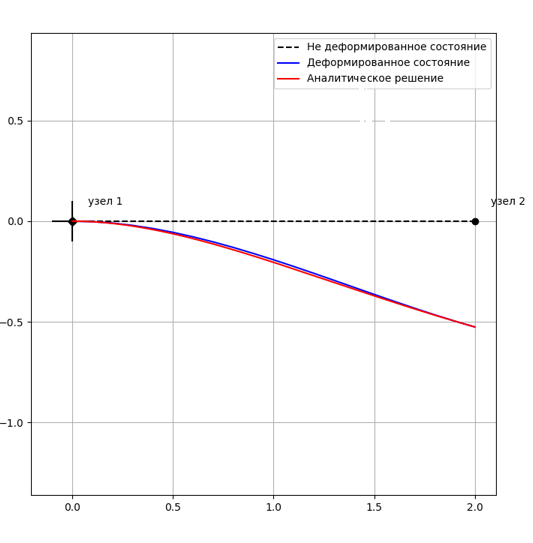 Не деформированное состояние
Деформированное состояние
Аналитическое решение
0.5
узел 1
узел 2
0.0
−0.5
−1.0
0.0 0.5 1.0 1.5 2.0